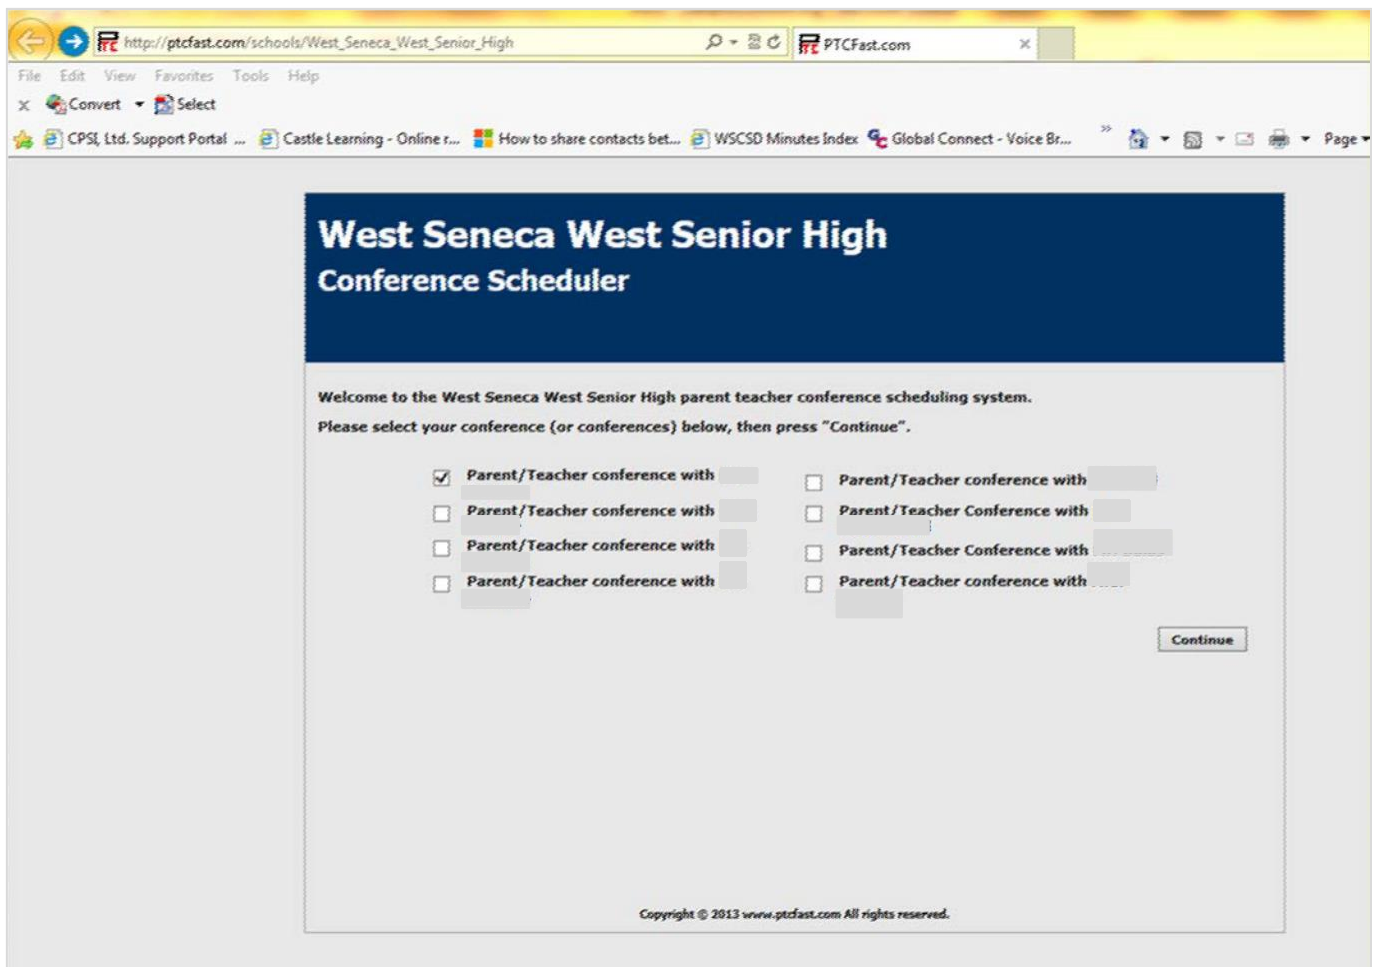 http://ptcfast.com/schools/West_Seneca_West_Senior_High
PTCFast.com
File Edit View Favorites Tools Help
x Convert Select
CPSI, Ltd. Support Portal ... Castle Learning - Online r... How to share contacts bet... WSCSD Minutes Index Global Connect - Voice Br... Page
West Seneca West Senior High
Conference Scheduler
Welcome to the West Seneca West Senior High parent teacher conference scheduling system.
Please select your conference (or conferences) below, then press "Continue".
Parent/Teacher conference with
Parent/Teacher conference with
Parent/Teacher conference with
Parent/Teacher Conference with
Parent/Teacher conference with
Parent/Teacher Conference with
Parent/Teacher conference with
Parent/Teacher conference with
Continue
Copyright © 2013 www.ptcfast.com All rights reserved.